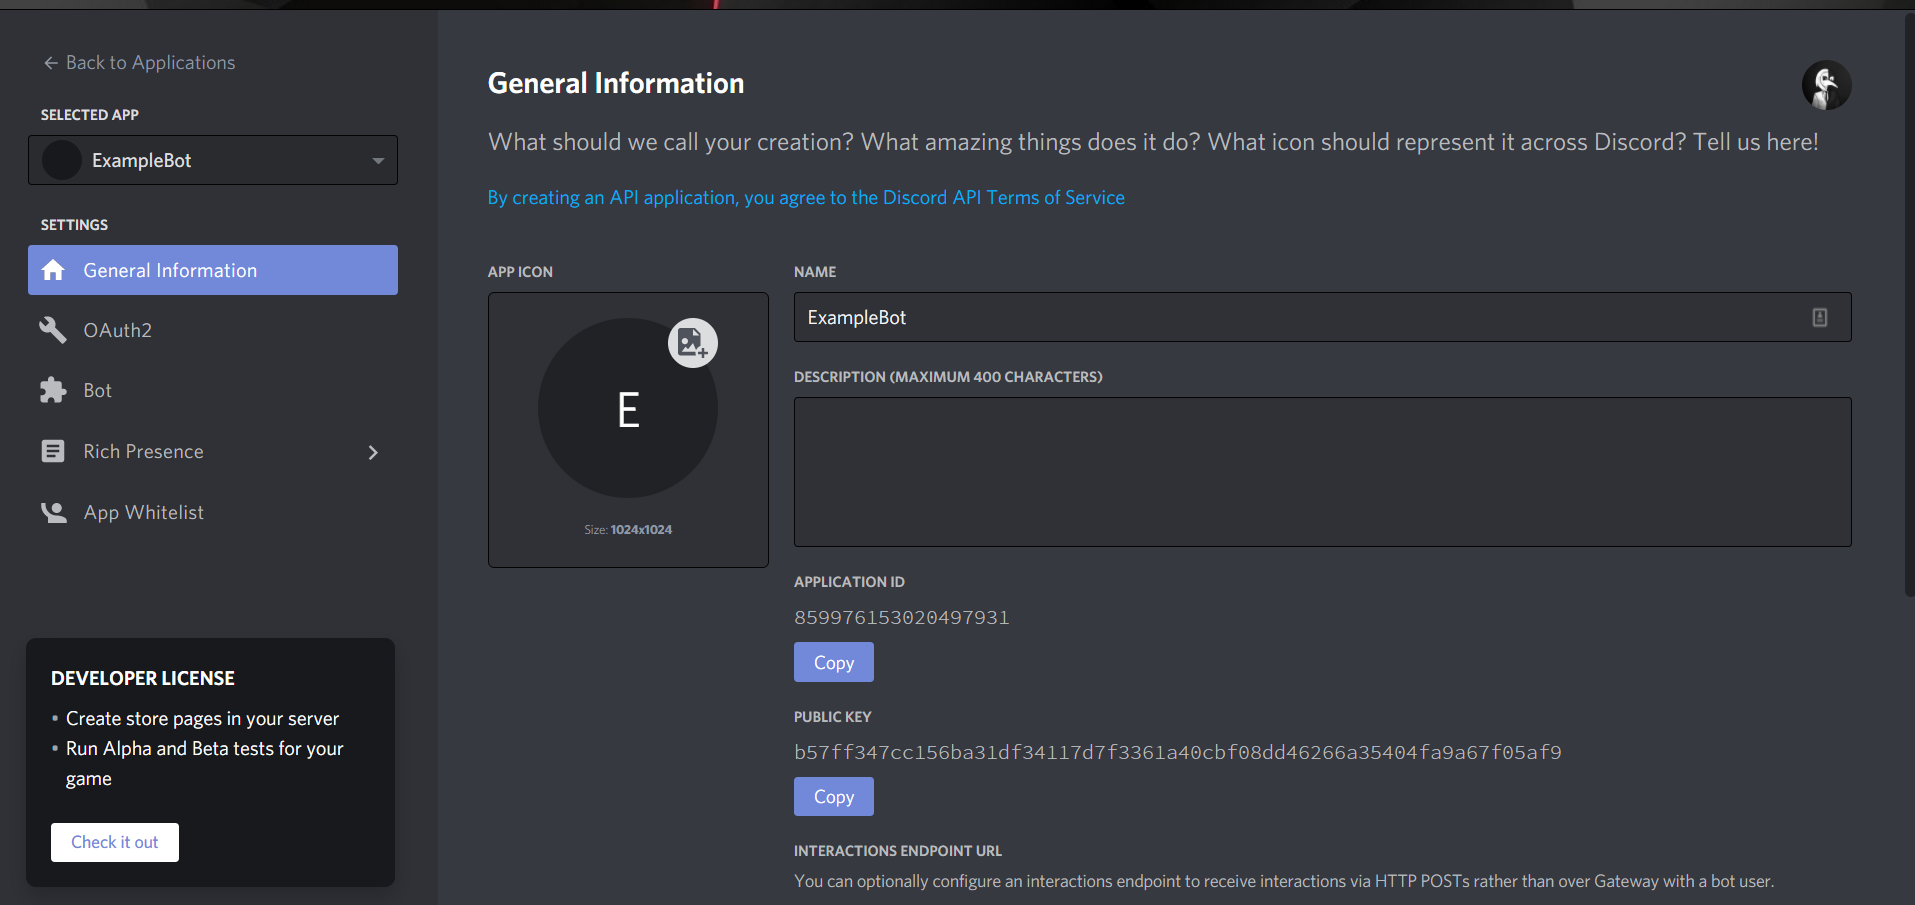 Back to Applications
SELECTED APP
ExampleBot
SETTINGS
General Information
OAuth2
Bot
Rich Presence
App Whitelist
DEVELOPER LICENSE
• Create store pages in your server
• Run Alpha and Beta tests for your
game
Check it out
General Information
What should we call your creation? What amazing things does it do? What icon should represent it across Discord? Tell us here!
By creating an API application, you agree to the Discord API Terms of Service
APP ICON
E
Size: 1024x1024
NAME
ExampleBot
DESCRIPTION (MAXIMUM 400 CHARACTERS)
APPLICATION ID
859976153020497931
Copy
PUBLIC KEY
b57ff347cc156ba31df34117d7f3361a40cbf08dd46266a35404fa9a67f05af9
Copy
INTERACTIONS ENDPOINT URL
You can optionally configure an interactions endpoint to receive interactions via HTTP POSTs rather than over Gateway with a bot user.